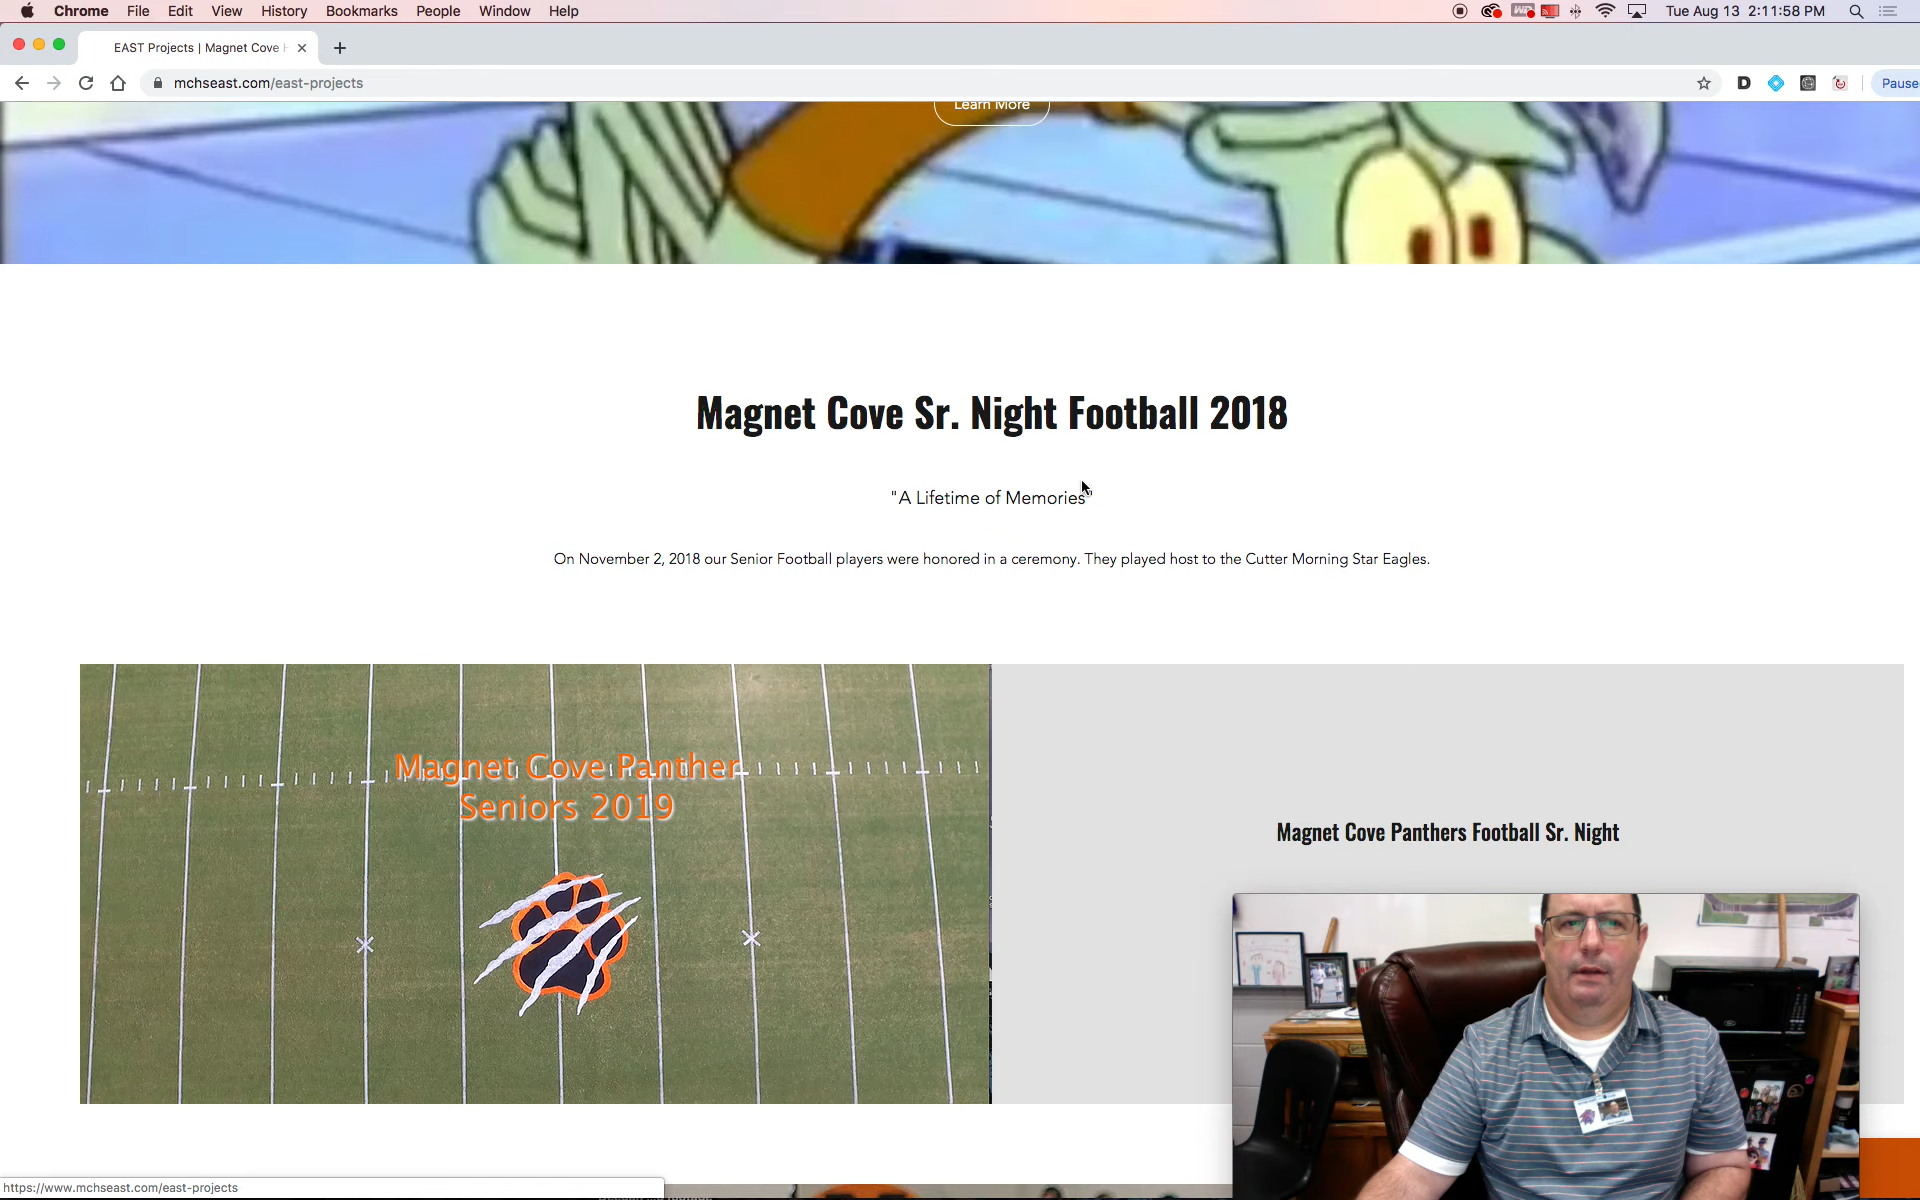 Chrome File Edit View History Bookmarks People Window Help
Tue Aug 13 2:11:58 PM
EAST Projects | Magnet Cove H
mchseast.com/east-projects
Pause
Learn More
Magnet Cove Sr. Night Football 2018
"A Lifetime of Memories"
On November 2, 2018 our Senior Football players were honored in a ceremony. They played host to the Cutter Morning Star Eagles.
Magnet Cove Panther
Seniors 2019
Magnet Cove Panthers Football Sr. Night
https://www.mchseast.com/east-projects